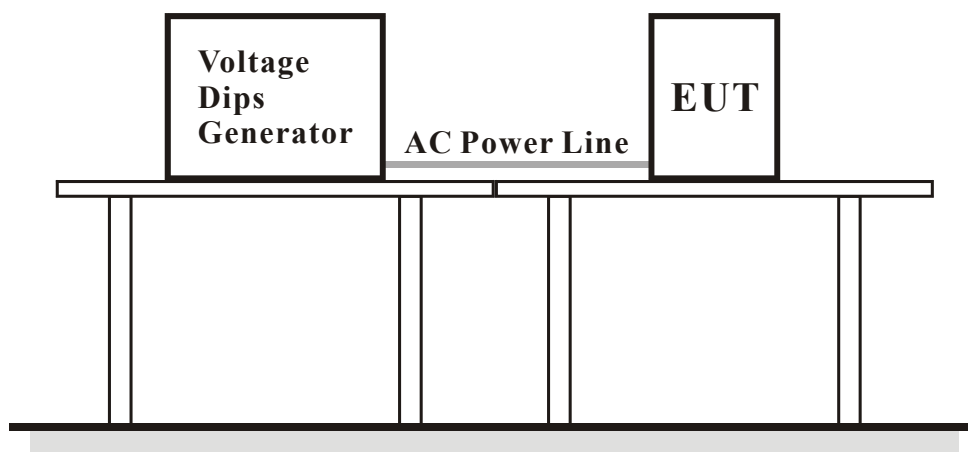 Voltage
Dips
Generator
AC Power Line
EUT